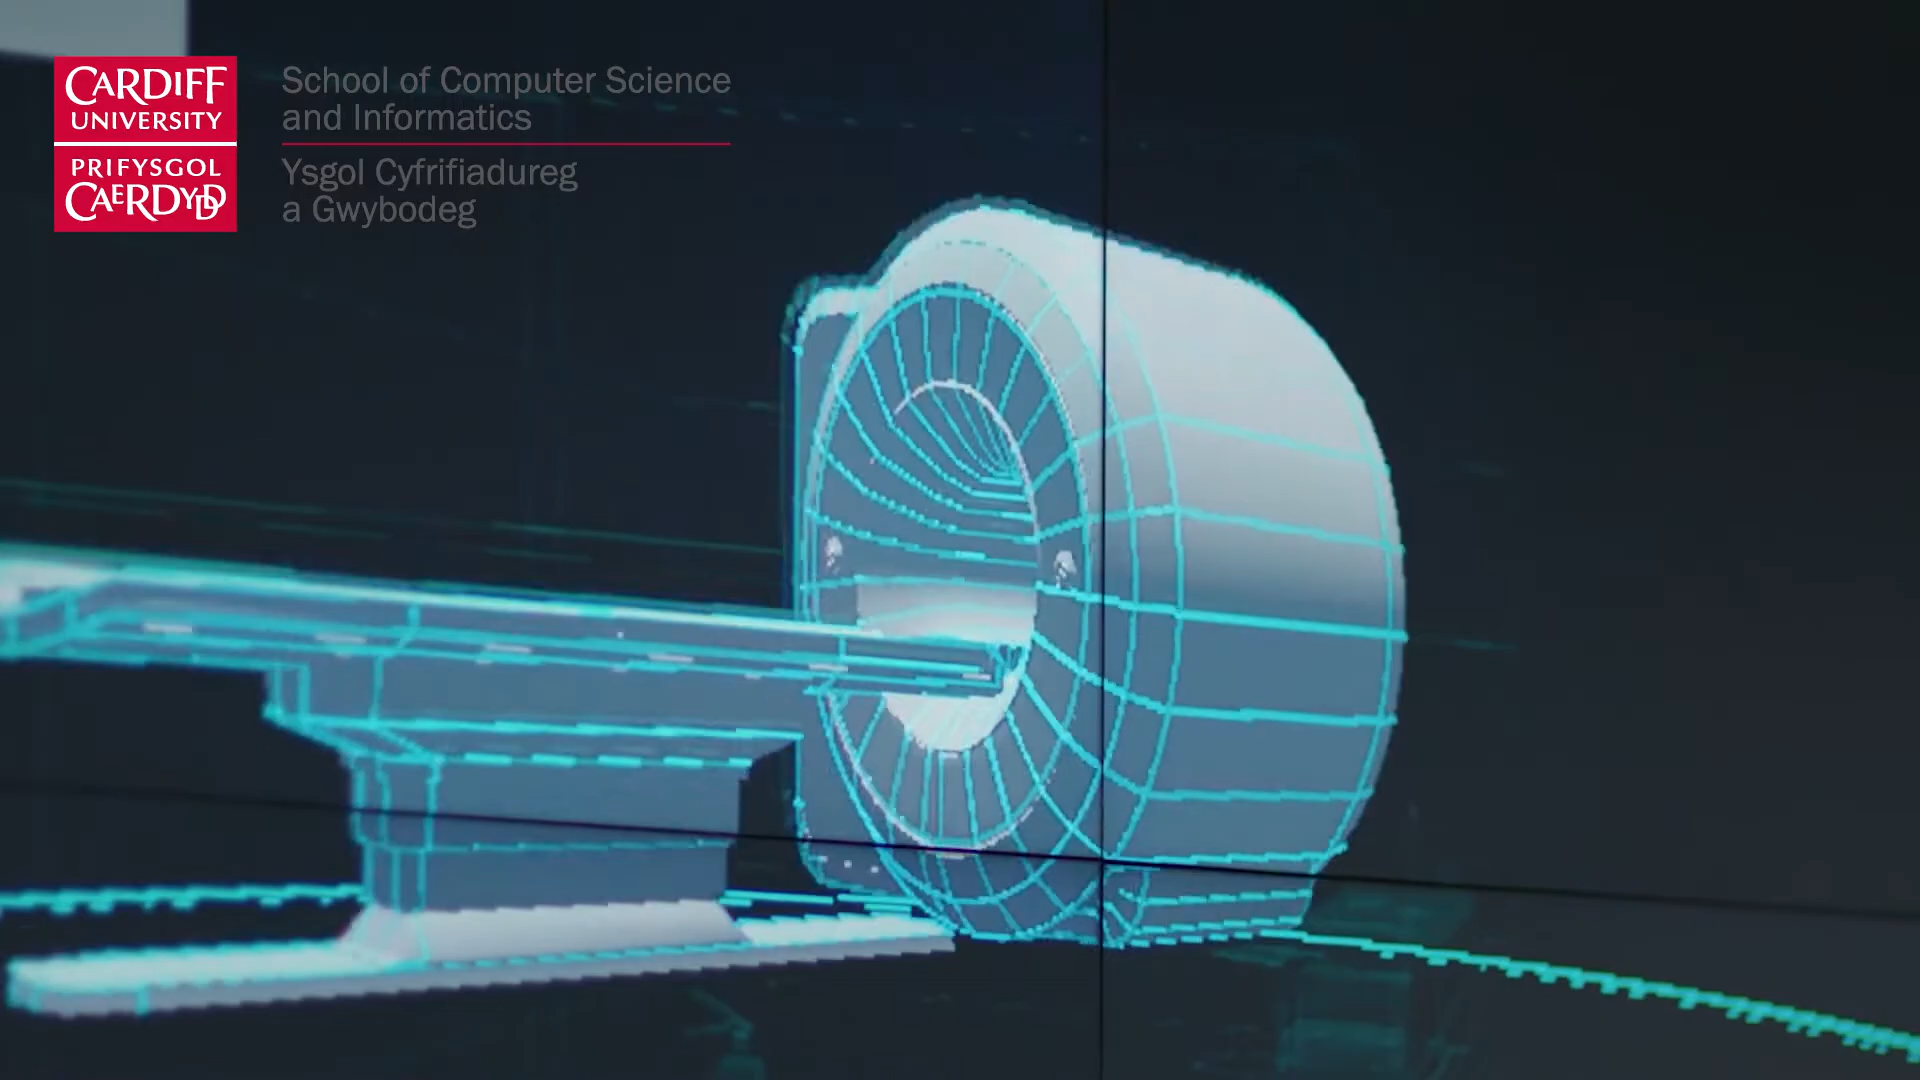 CARDIFF
UNIVERSITY
PRIFYSGOL
CAERDYDD
School of Computer Science
and Informatics
Ysgol Cyfrifiadureg
a Gwybodeg